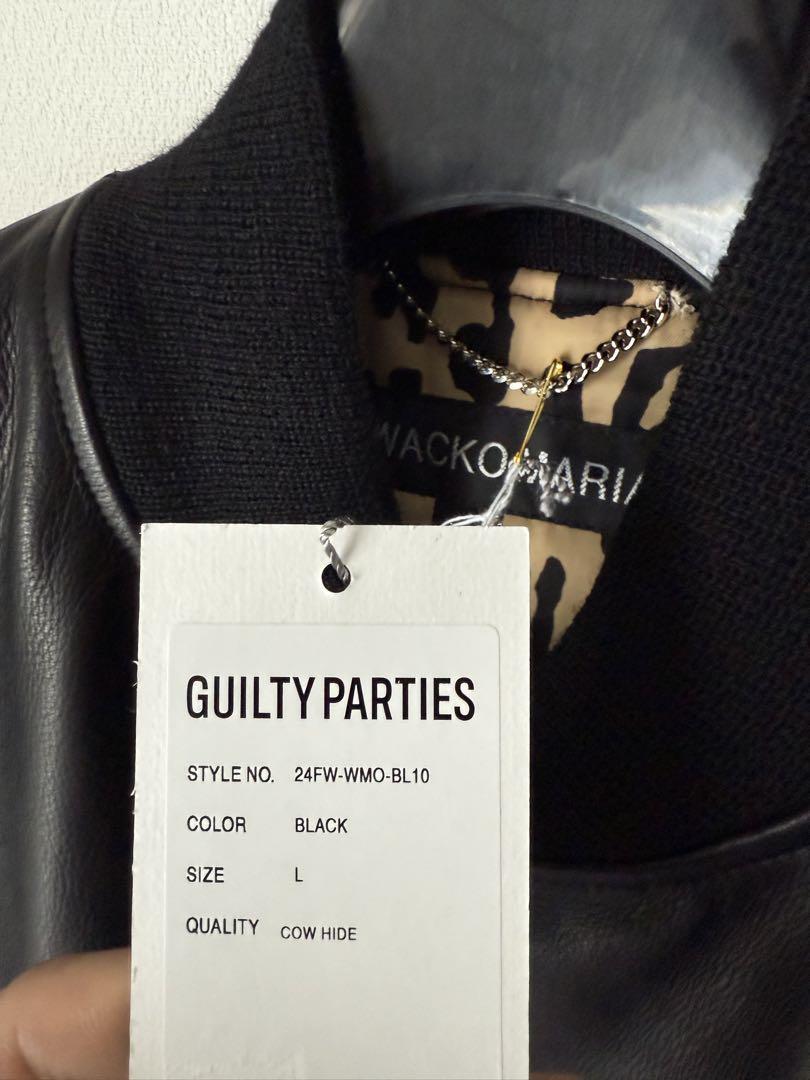 WACKO MARIA
GUILTY PARTIES
STYLE NO. 24FW-WMO-BL10
COLOR BLACK
SIZE L
QUALITY COW HIDE